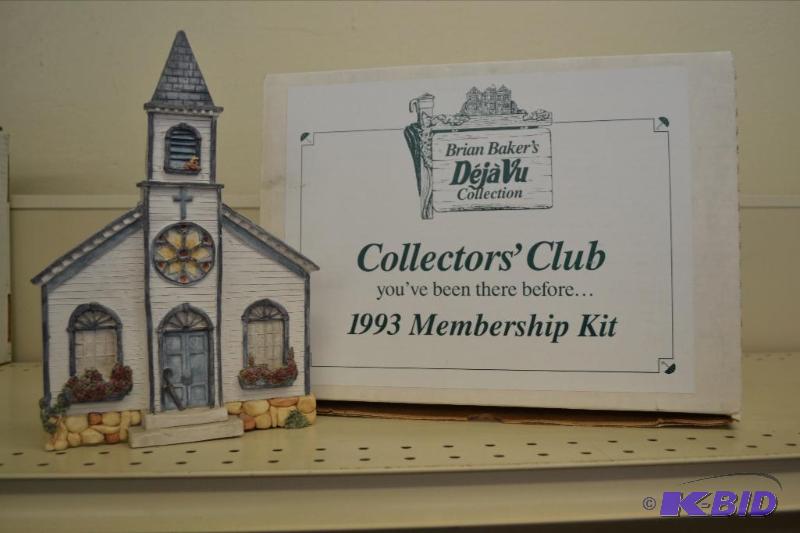 Brian Baker's
DéjàVu
Collection
Collectors' Club
you've been there before...
1993 Membership Kit
© K-BID